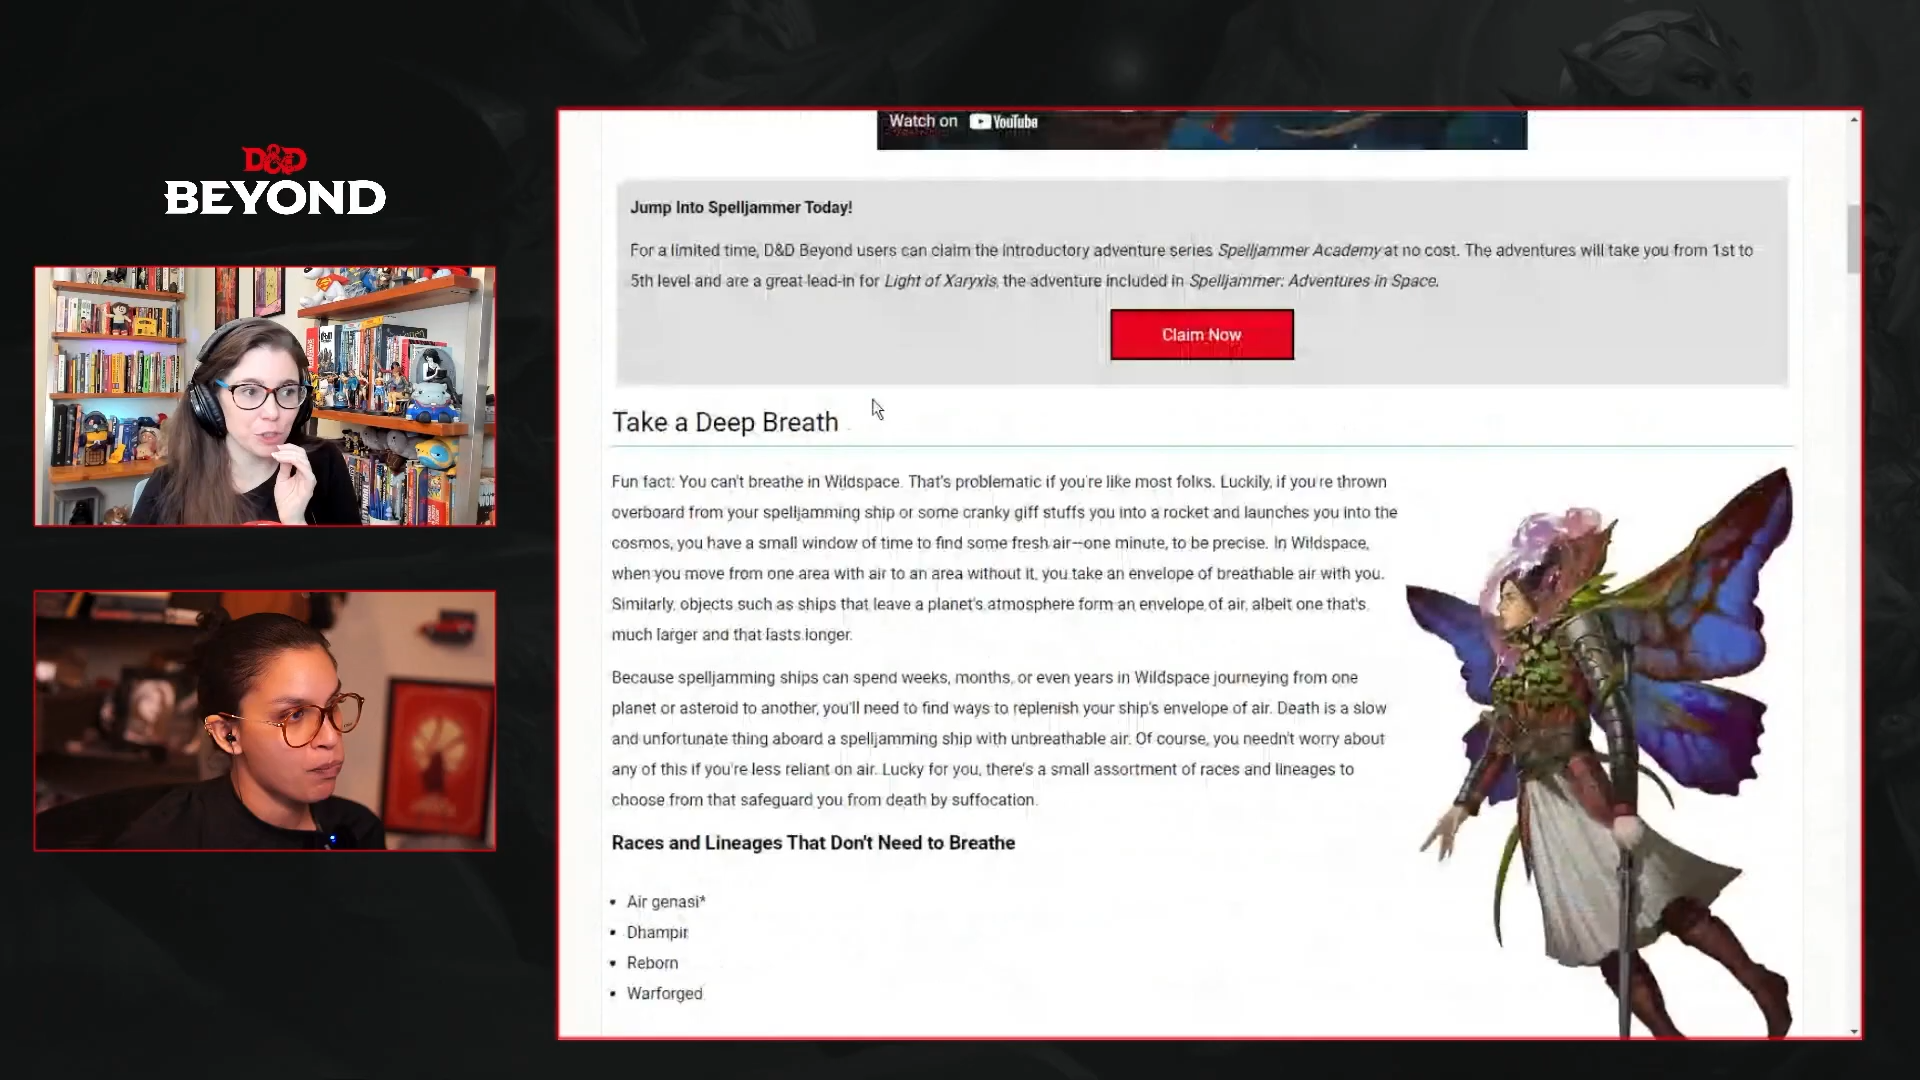 D&D
BEYOND
Watch on YouTube
Jump Into Spelljammer Today!
For a limited time, D&D Beyond users can claim the introductory adventure series Spelljammer Academy at no cost. The adventures will take you from 1st to
5th level and are a great lead-in for Light of Xaryxis, the adventure included in Spelljammer: Adventures in Space.
Claim Now
Take a Deep Breath
Fun fact: You can't breathe in Wildspace. That's problematic if you're like most folks. Luckily, if you're thrown
overboard from your spelljamming ship or some cranky giff stuffs you into a rocket and launches you into the
cosmos, you have a small window of time to find some fresh air—one minute, to be precise. In Wildspace,
when you move from one area with air to an area without it, you take an envelope of breathable air with you.
Similarly, objects such as ships that leave a planet's atmosphere form an envelope of air, albeit one that's
much larger and that lasts longer.
Because spelljamming ships can spend weeks, months, or even years in Wildspace journeying from one
planet or asteroid to another, you'll need to find ways to replenish your ship's envelope of air. Death is a slow
and unfortunate thing aboard a spelljamming ship with unbreathable air. Of course, you needn't worry about
any of this if you're less reliant on air. Lucky for you, there's a small assortment of races and lineages to
choose from that safeguard you from death by suffocation.
Races and Lineages That Don't Need to Breathe
• Air genasi*
• Dhampir
• Reborn
• Warforged